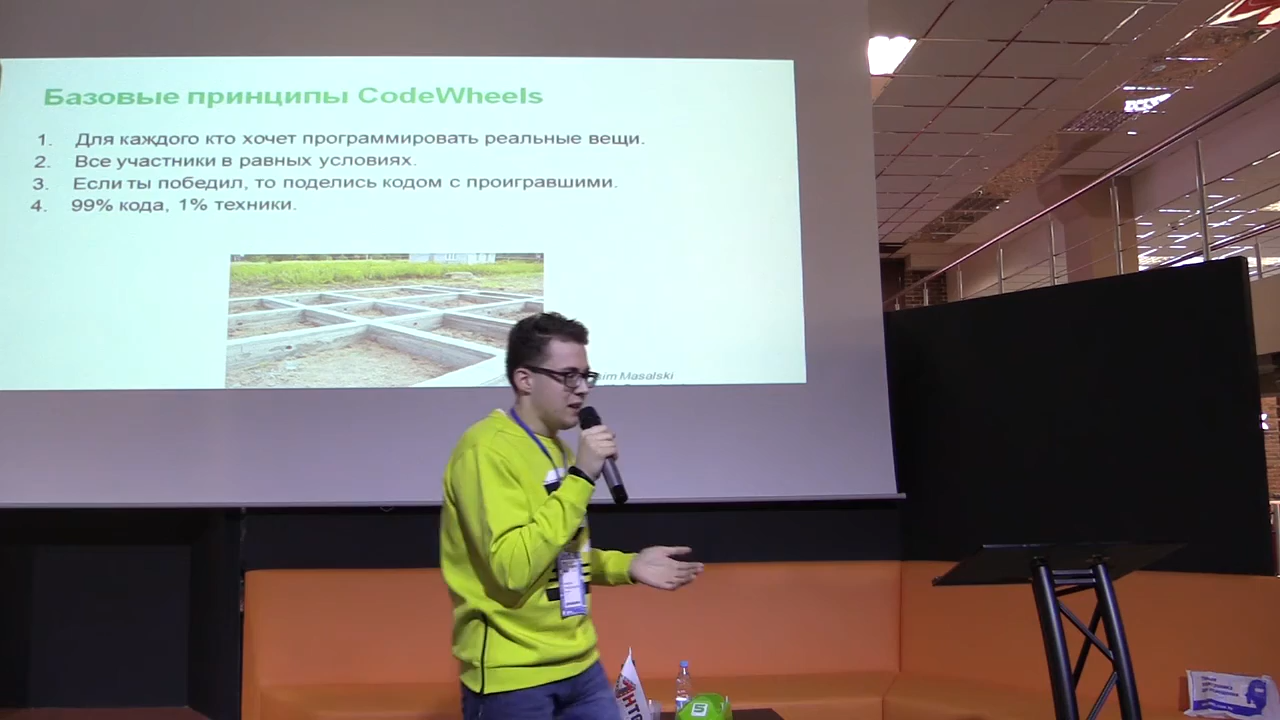 Базовые принципы CodeWheels
1. Для каждого кто хочет программировать реальные вещи.
2. Все участники в равных условиях.
3. Если ты победил, то поделись кодом с проигравшими.
4. 99% кода, 1% техники.
Masalski
5